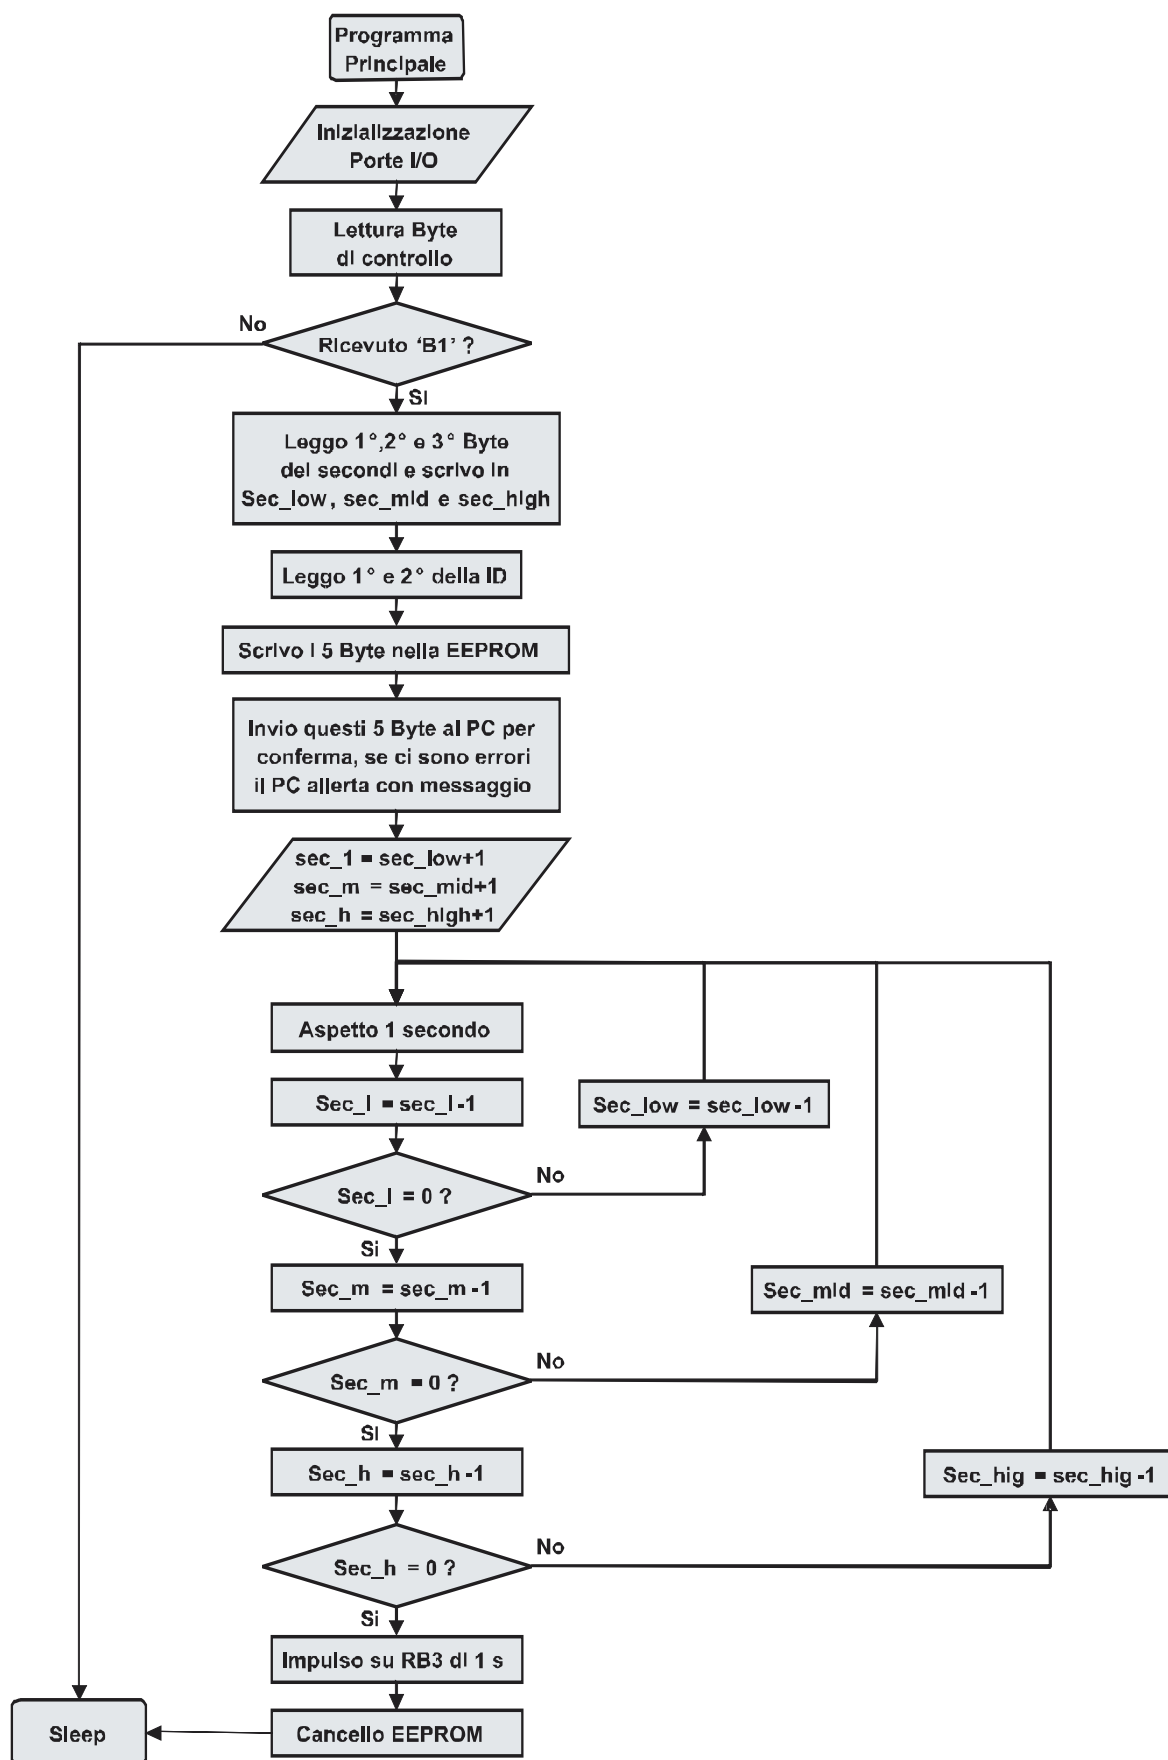 Programma
Principale
Inizializzazione
Porte I/O
Lettura Byte
di controllo
Ricevuto ‘B1’ ?
No
Si
Leggo 1°,2° e 3° Byte
dei secondi e scrivo in
Sec_low, sec_mid e sec_high
Leggo 1° e 2° della ID
Scrivo i 5 Byte nella EEPROM
Invio questi 5 Byte al PC per
conferma, se ci sono errori
il PC allerta con messaggio
sec_1 = sec_low+1
sec_m = sec_mid+1
sec_h = sec_high+1
Aspetto 1 secondo
Sec_l = sec_l-1
Sec_low = sec_low-1
Sec_l = 0 ?
No
Si
Sec_m = sec_m-1
Sec_mid = sec_mid-1
Sec_m = 0 ?
No
Si
Sec_h = sec_h-1
Sec_hig = sec_hig-1
Sec_h = 0 ?
No
Si
Impulso su RB3 di 1 s
Cancello EEPROM
Sleep